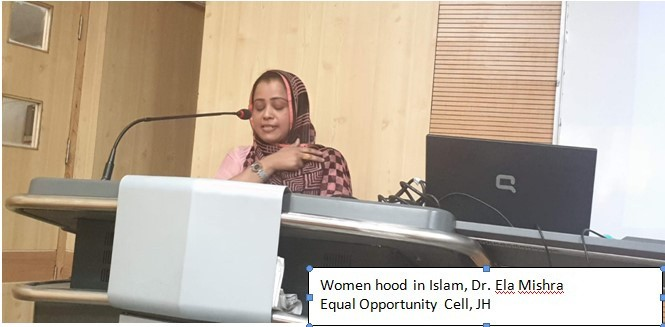 Women hood in Islam, Dr. Ela Mishra
Equal Opportunity Cell, JH